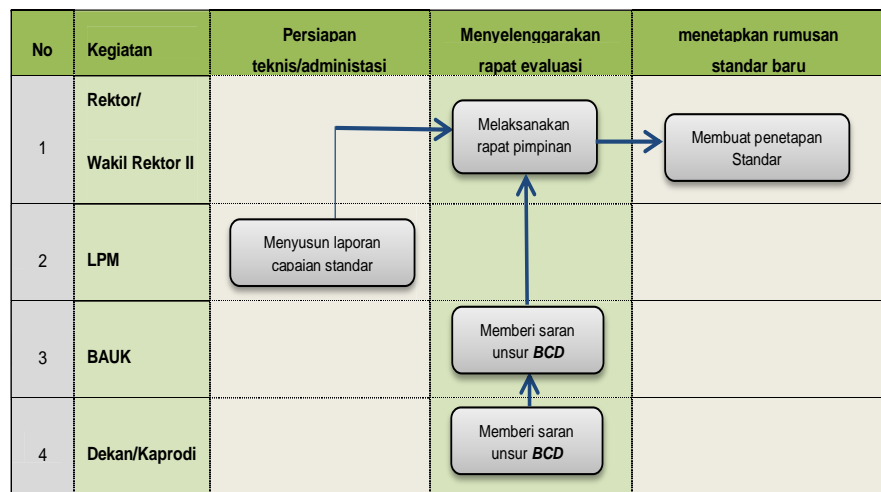 No
Kegiatan
Persiapan
teknis/administasi
Menyelenggarakan
rapat evaluasi
menetapkan rumusan
standar baru
1
Rektor/
Wakil Rektor II
Melaksanakan
rapat pimpinan
Membuat penetapan
Standar
2
LPM
Menyusun laporan
capaian standar
3
BAUK
Memberi saran
unsur BCD
4
Dekan/Kaprodi
Memberi saran
unsur BCD